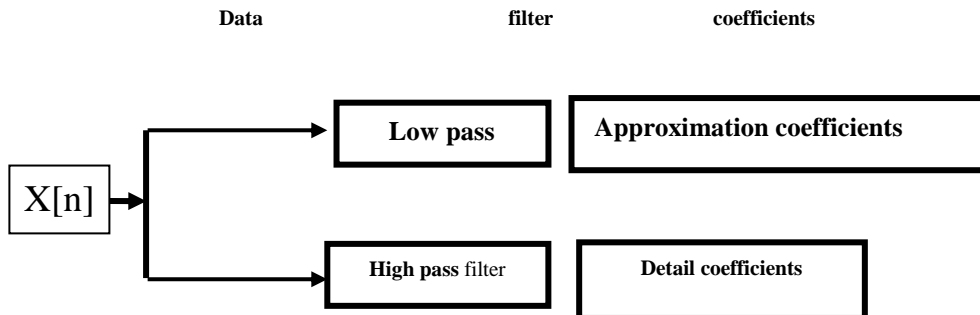 Data filter coefficients
Low pass Approximation coefficients
X[n]
High pass filter Detail coefficients